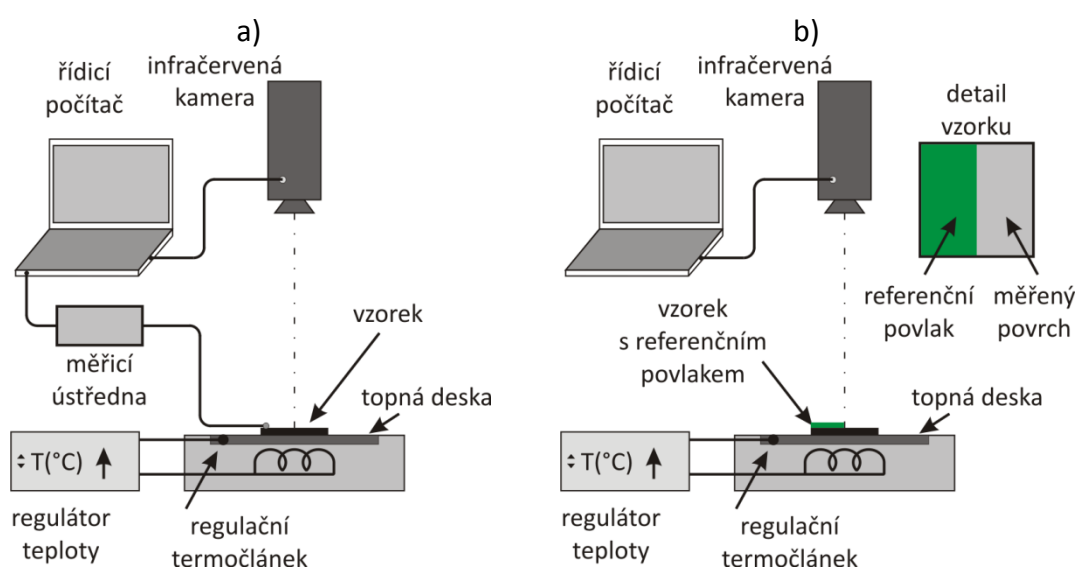 a)
řídicí
počítač
infračervená
kamera
vzorek
měřicí
ústředna
topná deska
T(°C)
regulátor
teploty
regulační
termočlánek
b)
řídicí
počítač
infračervená
kamera
detail
vzorku
referenční
povlak
měřený
povrch
vzorek
s referenčním
povlakem
topná deska
T(°C)
regulátor
teploty
regulační
termočlánek